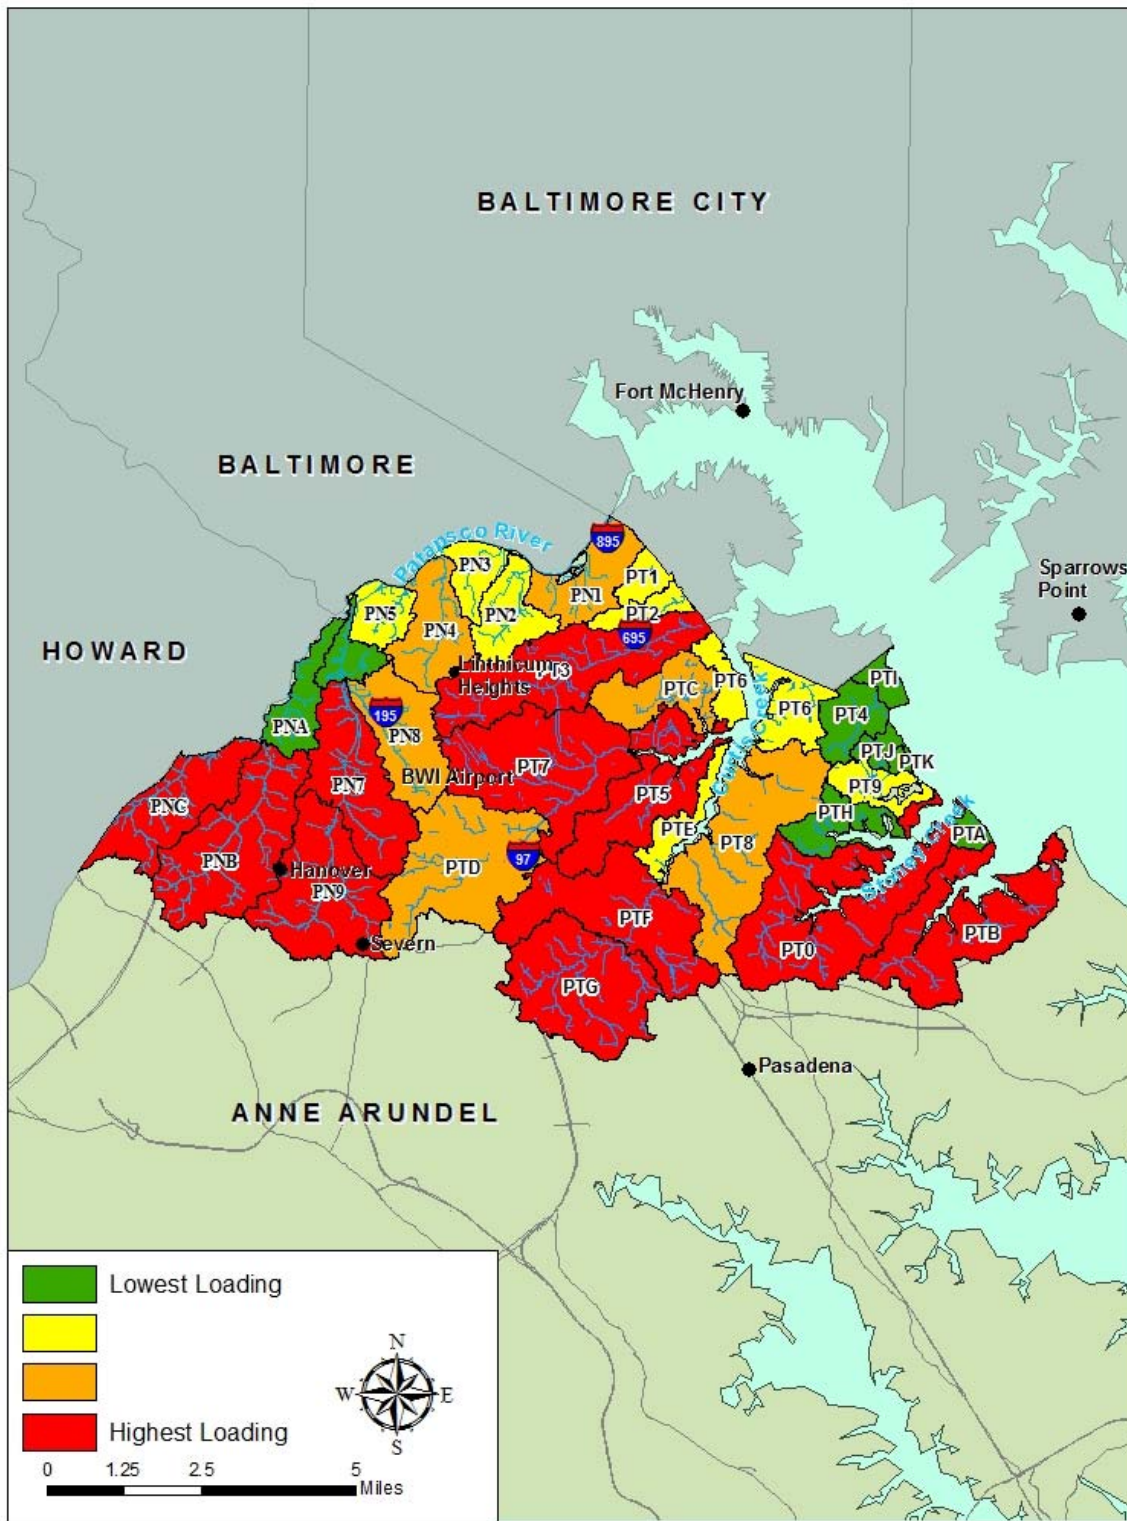 BALTIMORE CITY
Fort McHenry
BALTIMORE
Patapsco River
895
Sparrows
Point
PN3
PT1
PN5
PN2
PN1
PT2
PN4
695
HOWARD
Linthicum
Heights
PT3
PTC
PT6
PTI
PNA
195
PN8
PT6
PT4
Curtis Creek
PTJ
PTK
PT7
BWI Airport
PN7
PT5
PT9
PNC
PTH
PTE
PT8
PTA
Stoney Creek
PNB
Hanover
PN9
PTD
97
PTF
Severn
PT0
PTB
PTG
Pasadena
ANNE ARUNDEL
Lowest Loading
Highest Loading
N
W
E
S
0 1.25 2.5 5
Miles